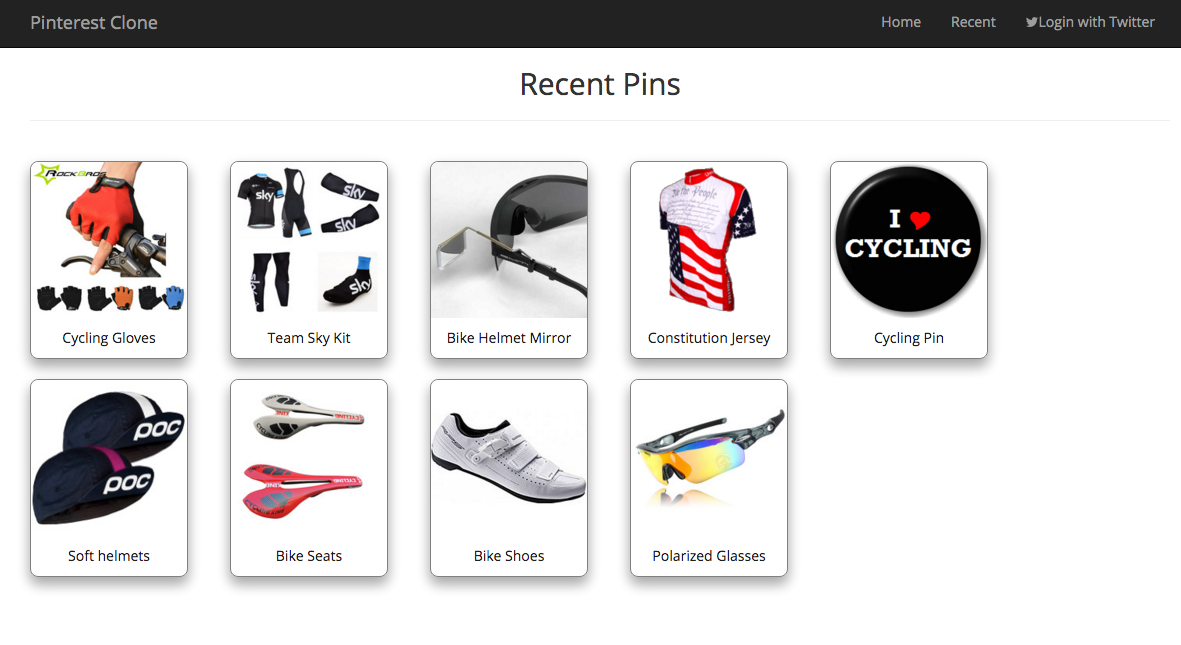 Pinterest Clone
Home Recent Login with Twitter
Recent Pins
ROCKBROS
Cycling Gloves
sky
sky
sky
sky
Team Sky Kit
Bike Helmet Mirror
We the People
Constitution Jersey
I
CYCLING
Cycling Pin
POC
POC
Soft helmets
Bike Seats
Bike Shoes
Polarized Glasses